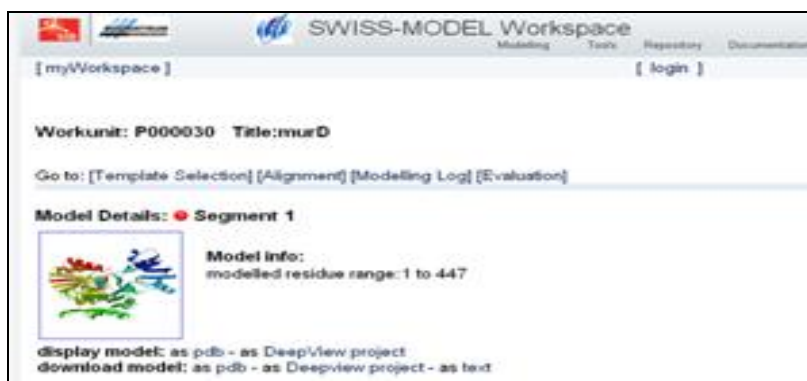 SWISS-MODEL Workspace
Modelling Tools Repository Documentation
[ myWorkspace ] [ login ]
Workunit: P000030 Title:murD
Go to: [Template Selection] [Alignment] [Modelling Log] [Evaluation]
Model Details: Segment 1
Model info:
modelled residue range: 1 to 447
display model: as pdb - as DeepView project
download model: as pdb - as Deepview project - as text